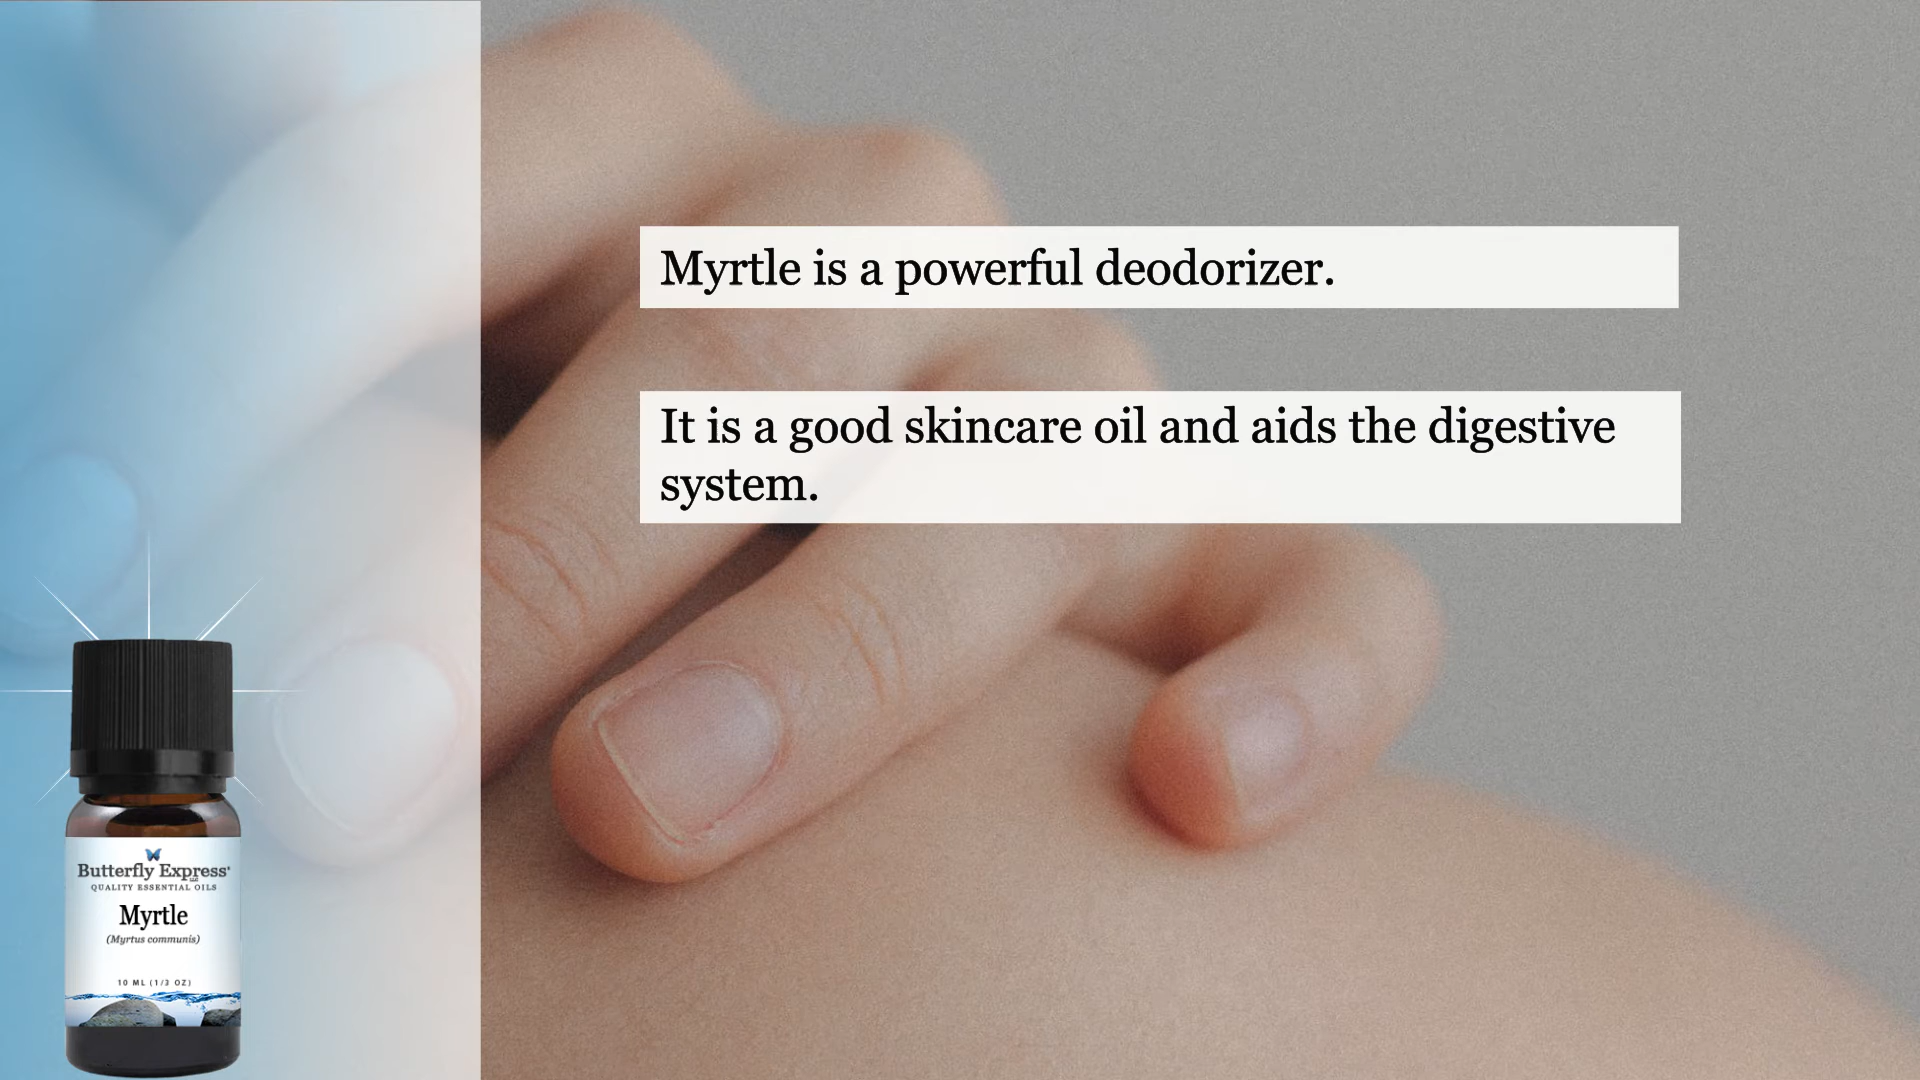 Myrtle is a powerful deodorizer.
It is a good skincare oil and aids the digestive
system.
Butterfly Express
LLC
QUALITY ESSENTIAL OILS
Myrtle
(Myrtus communis)
10 ML (1/3 OZ)